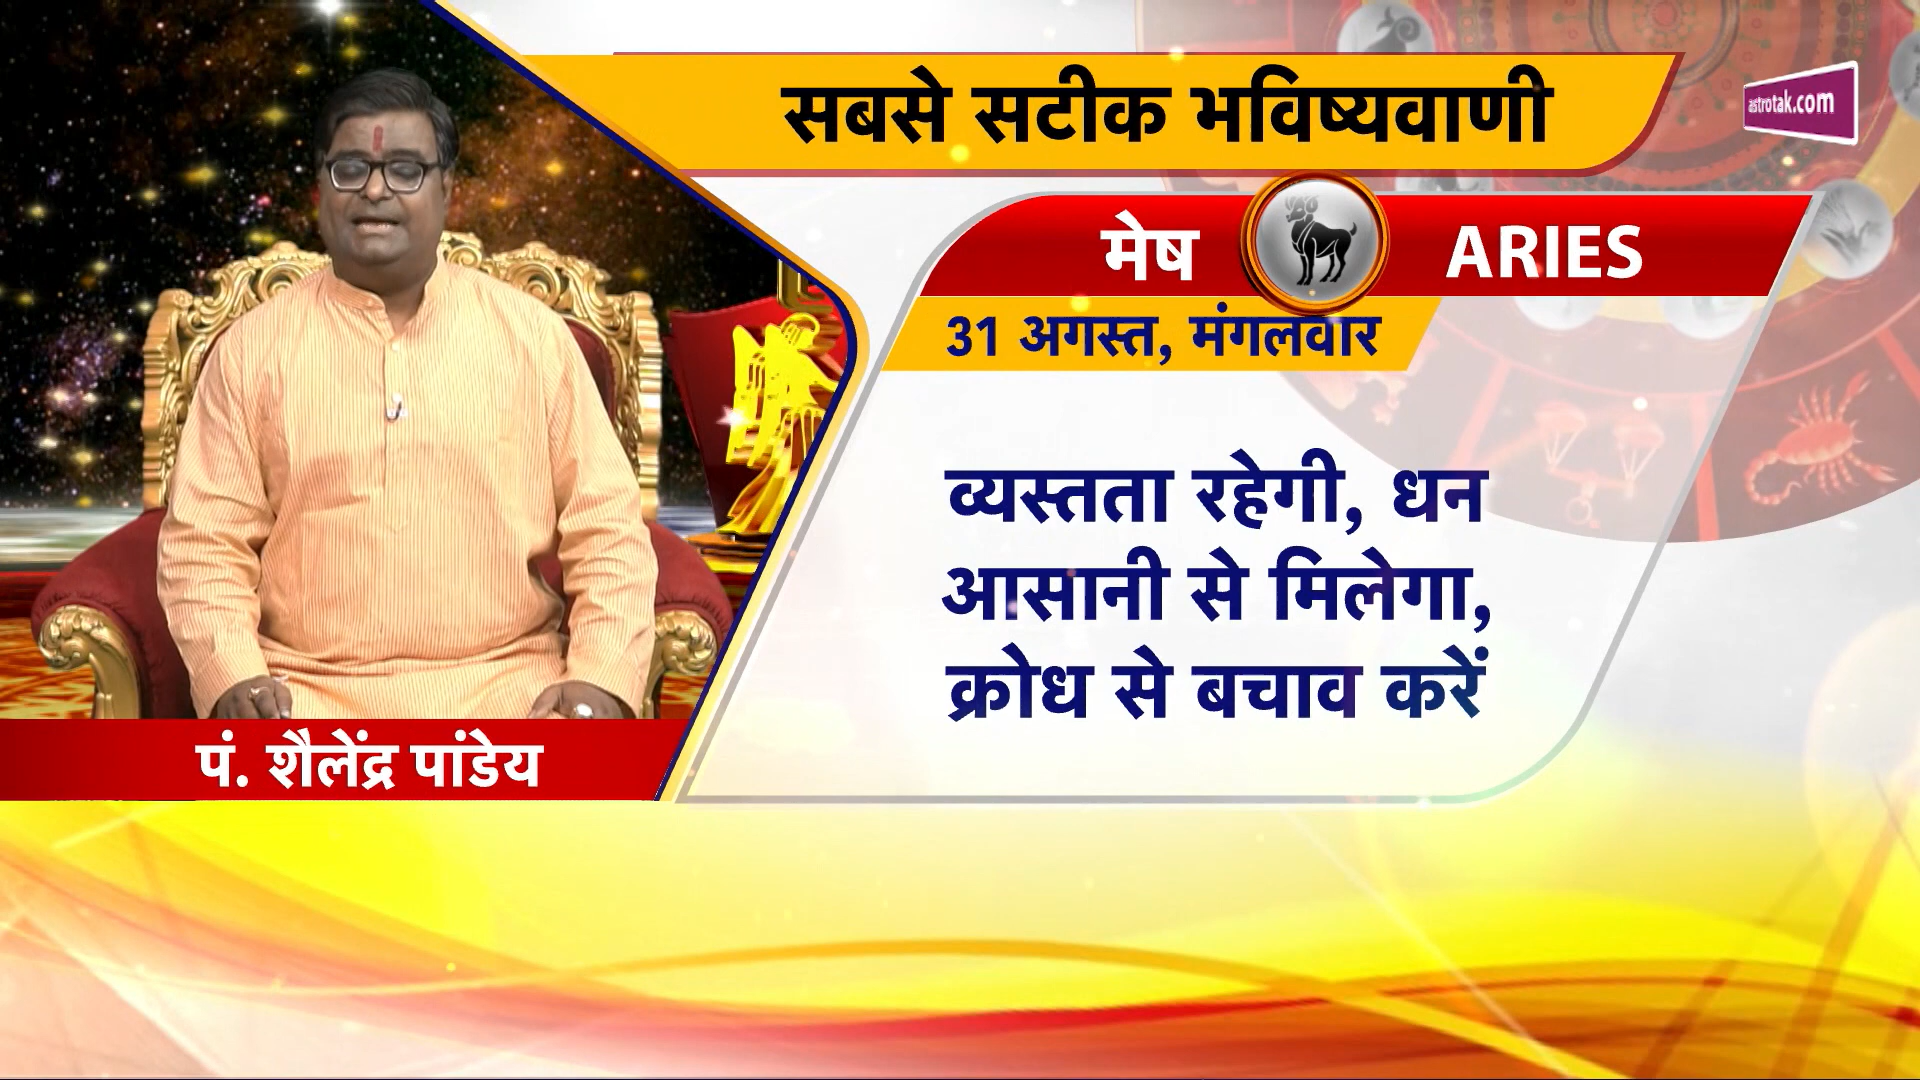 सबसे सटीक भविष्यवाणी
astrotak.com
मेष ARIES
31 अगस्त, मंगलवार
व्यस्तता रहेगी, धन
आसानी से मिलेगा,
क्रोध से बचाव करें
पं. शैलेंद्र पांडेय